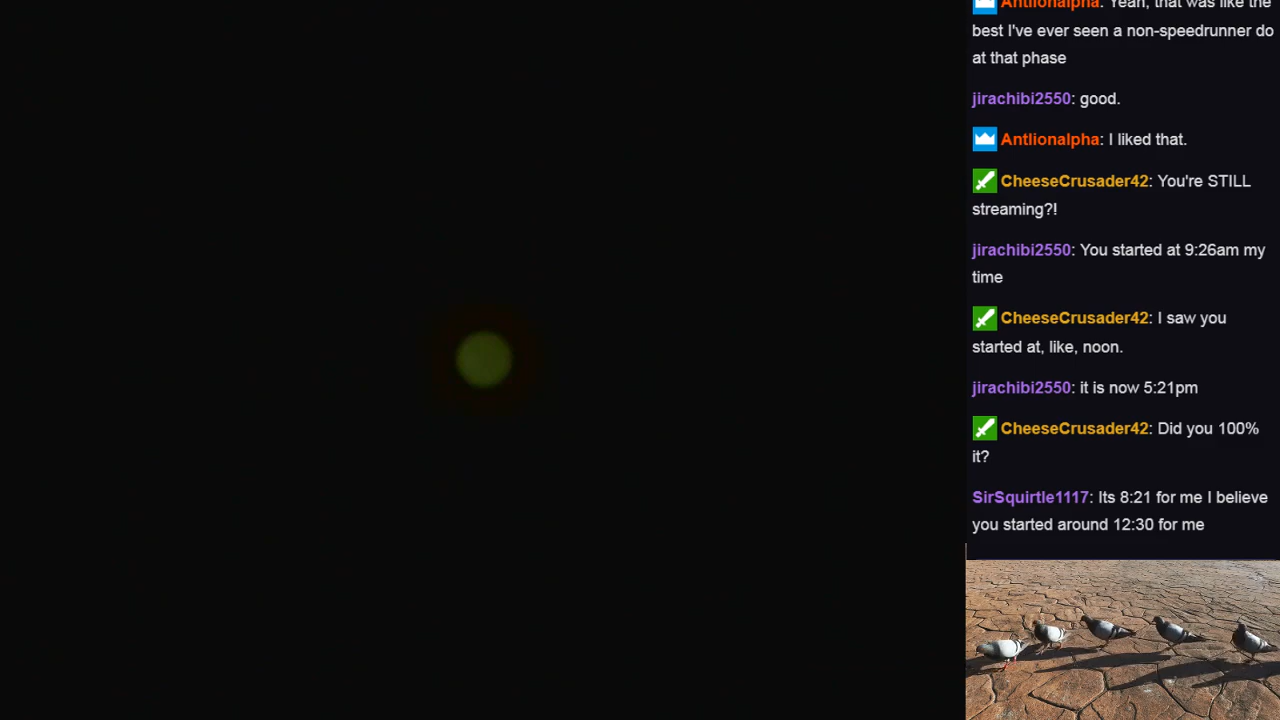 Antlionalpha: Yeah, that was like the
best I've ever seen a non-speedrunner do
at that phase
jirachibi2550: good.
Antlionalpha: I liked that.
CheeseCrusader42: You're STILL
streaming?!
jirachibi2550: You started at 9:26am my
time
CheeseCrusader42: I saw you
started at, like, noon.
jirachibi2550: it is now 5:21pm
CheeseCrusader42: Did you 100%
it?
SirSquirtle1117: Its 8:21 for me I believe
you started around 12:30 for me